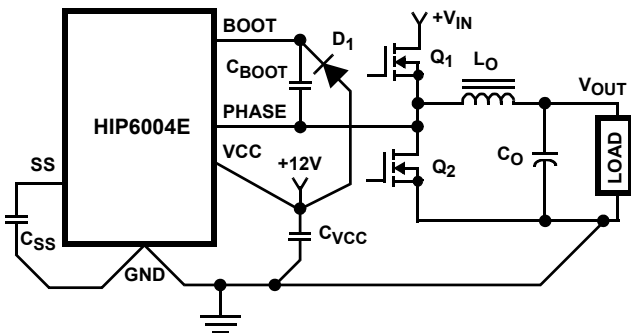 BOOT
D1
+VIN
CBOOT
Q1
LO
VOUT
HIP6004E
PHASE
VCC
+12V
SS
Q2
CO
LOAD
CSS
CVCC
GND